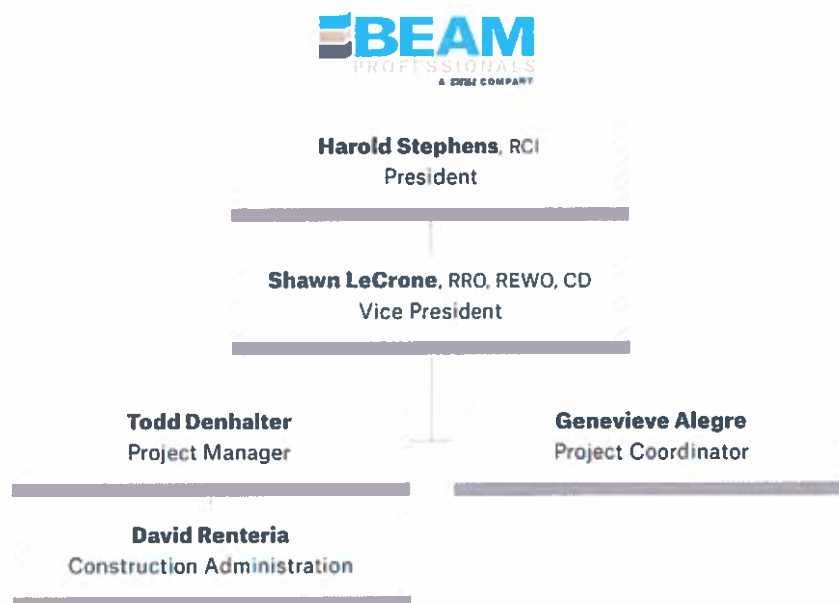 BEAM
PROFESSIONALS
A COMPANY
Harold Stephens, RCI
President
Shawn LeCrone, RRO, REWO, CD
Vice President
Todd Denhalter
Project Manager
Genevieve Alegre
Project Coordinator
David Renteria
Construction Administration